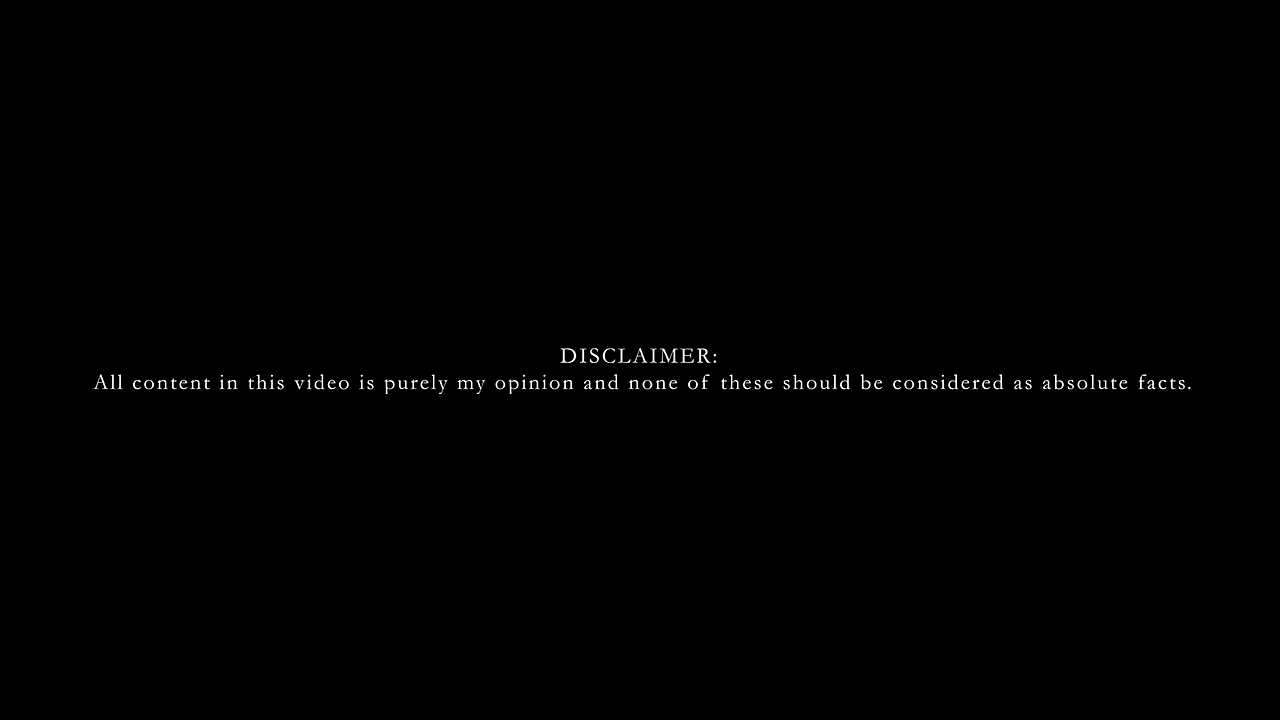 DISCLAIMER:
All content in this video is purely my opinion and none of these should be considered as absolute facts.